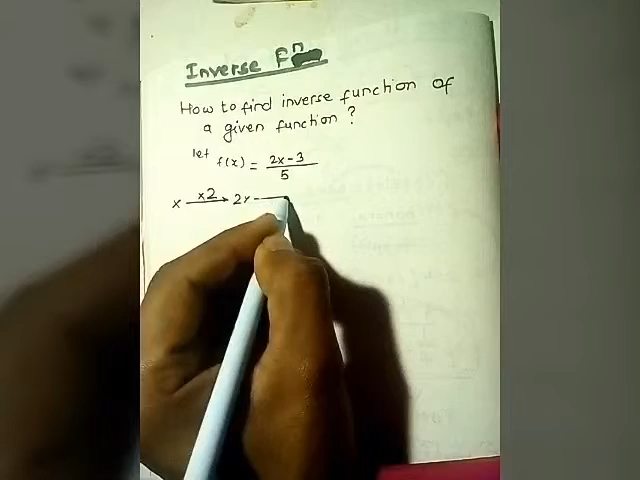 Inverse Fn
How to find inverse function of
a given function?
let f(x) = 2x-3
5
x ×2 2x